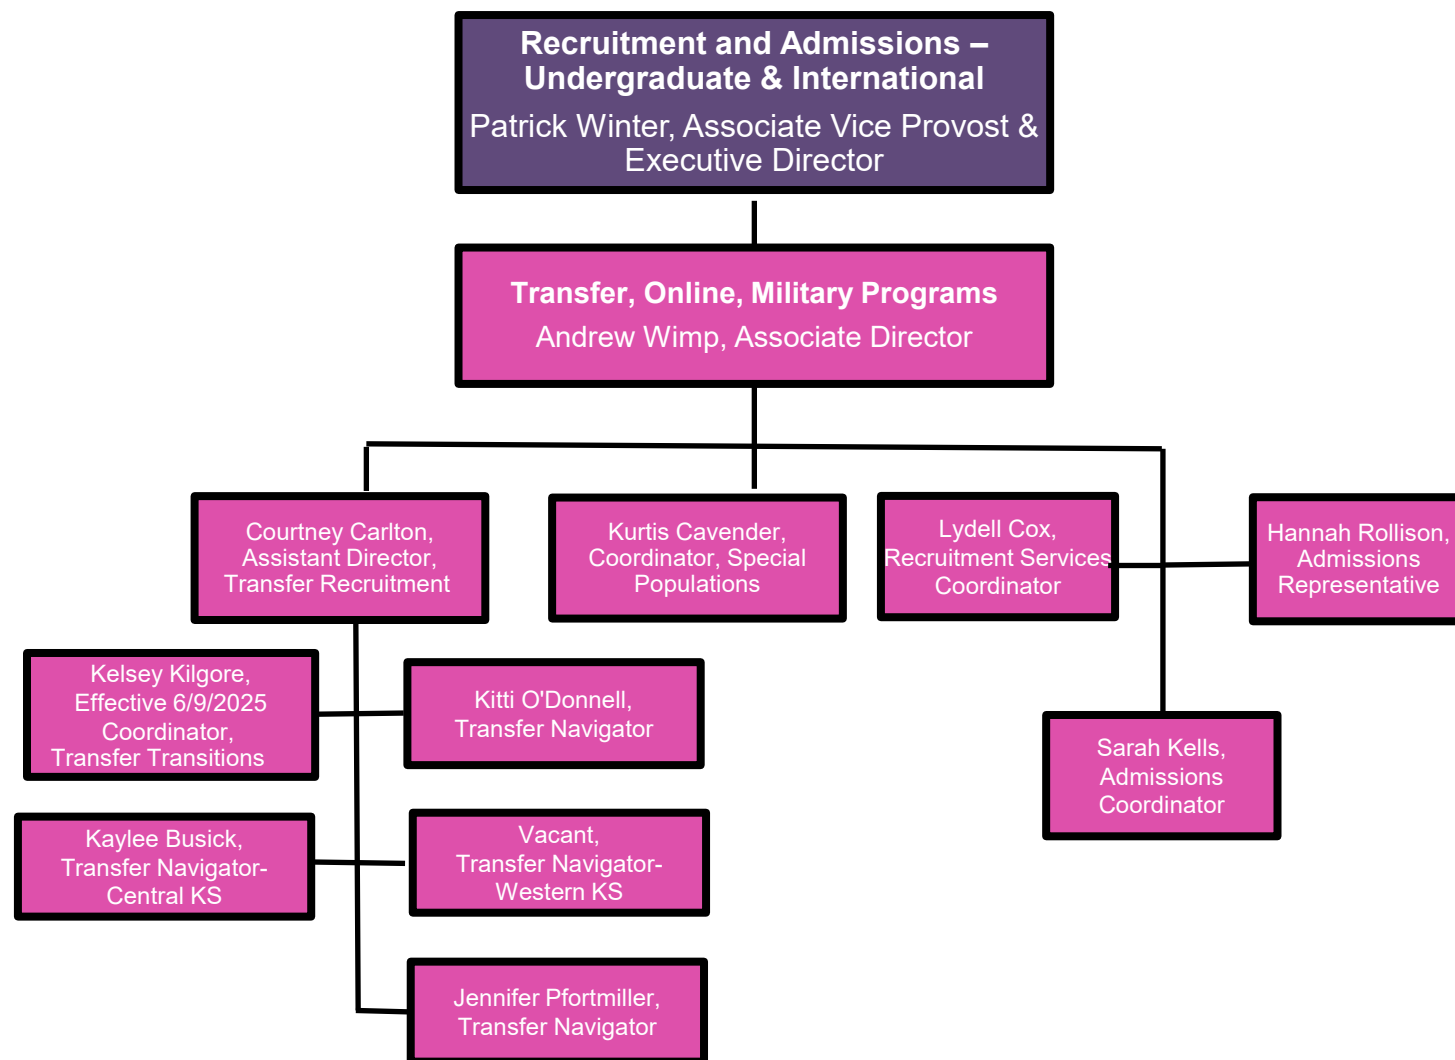 Recruitment and Admissions –
Undergraduate & International
Patrick Winter, Associate Vice Provost &
Executive Director
Transfer, Online, Military Programs
Andrew Wimp, Associate Director
Courtney Carlton,
Assistant Director,
Transfer Recruitment
Kurtis Cavender,
Coordinator, Special
Populations
Lydell Cox,
Recruitment Services
Coordinator
Hannah Rollison,
Admissions
Representative
Kelsey Kilgore,
Effective 6/9/2025
Coordinator,
Transfer Transitions
Kitti O'Donnell,
Transfer Navigator
Sarah Kells,
Admissions
Coordinator
Kaylee Busick,
Transfer Navigator-
Central KS
Vacant,
Transfer Navigator-
Western KS
Jennifer Pfortmiller,
Transfer Navigator